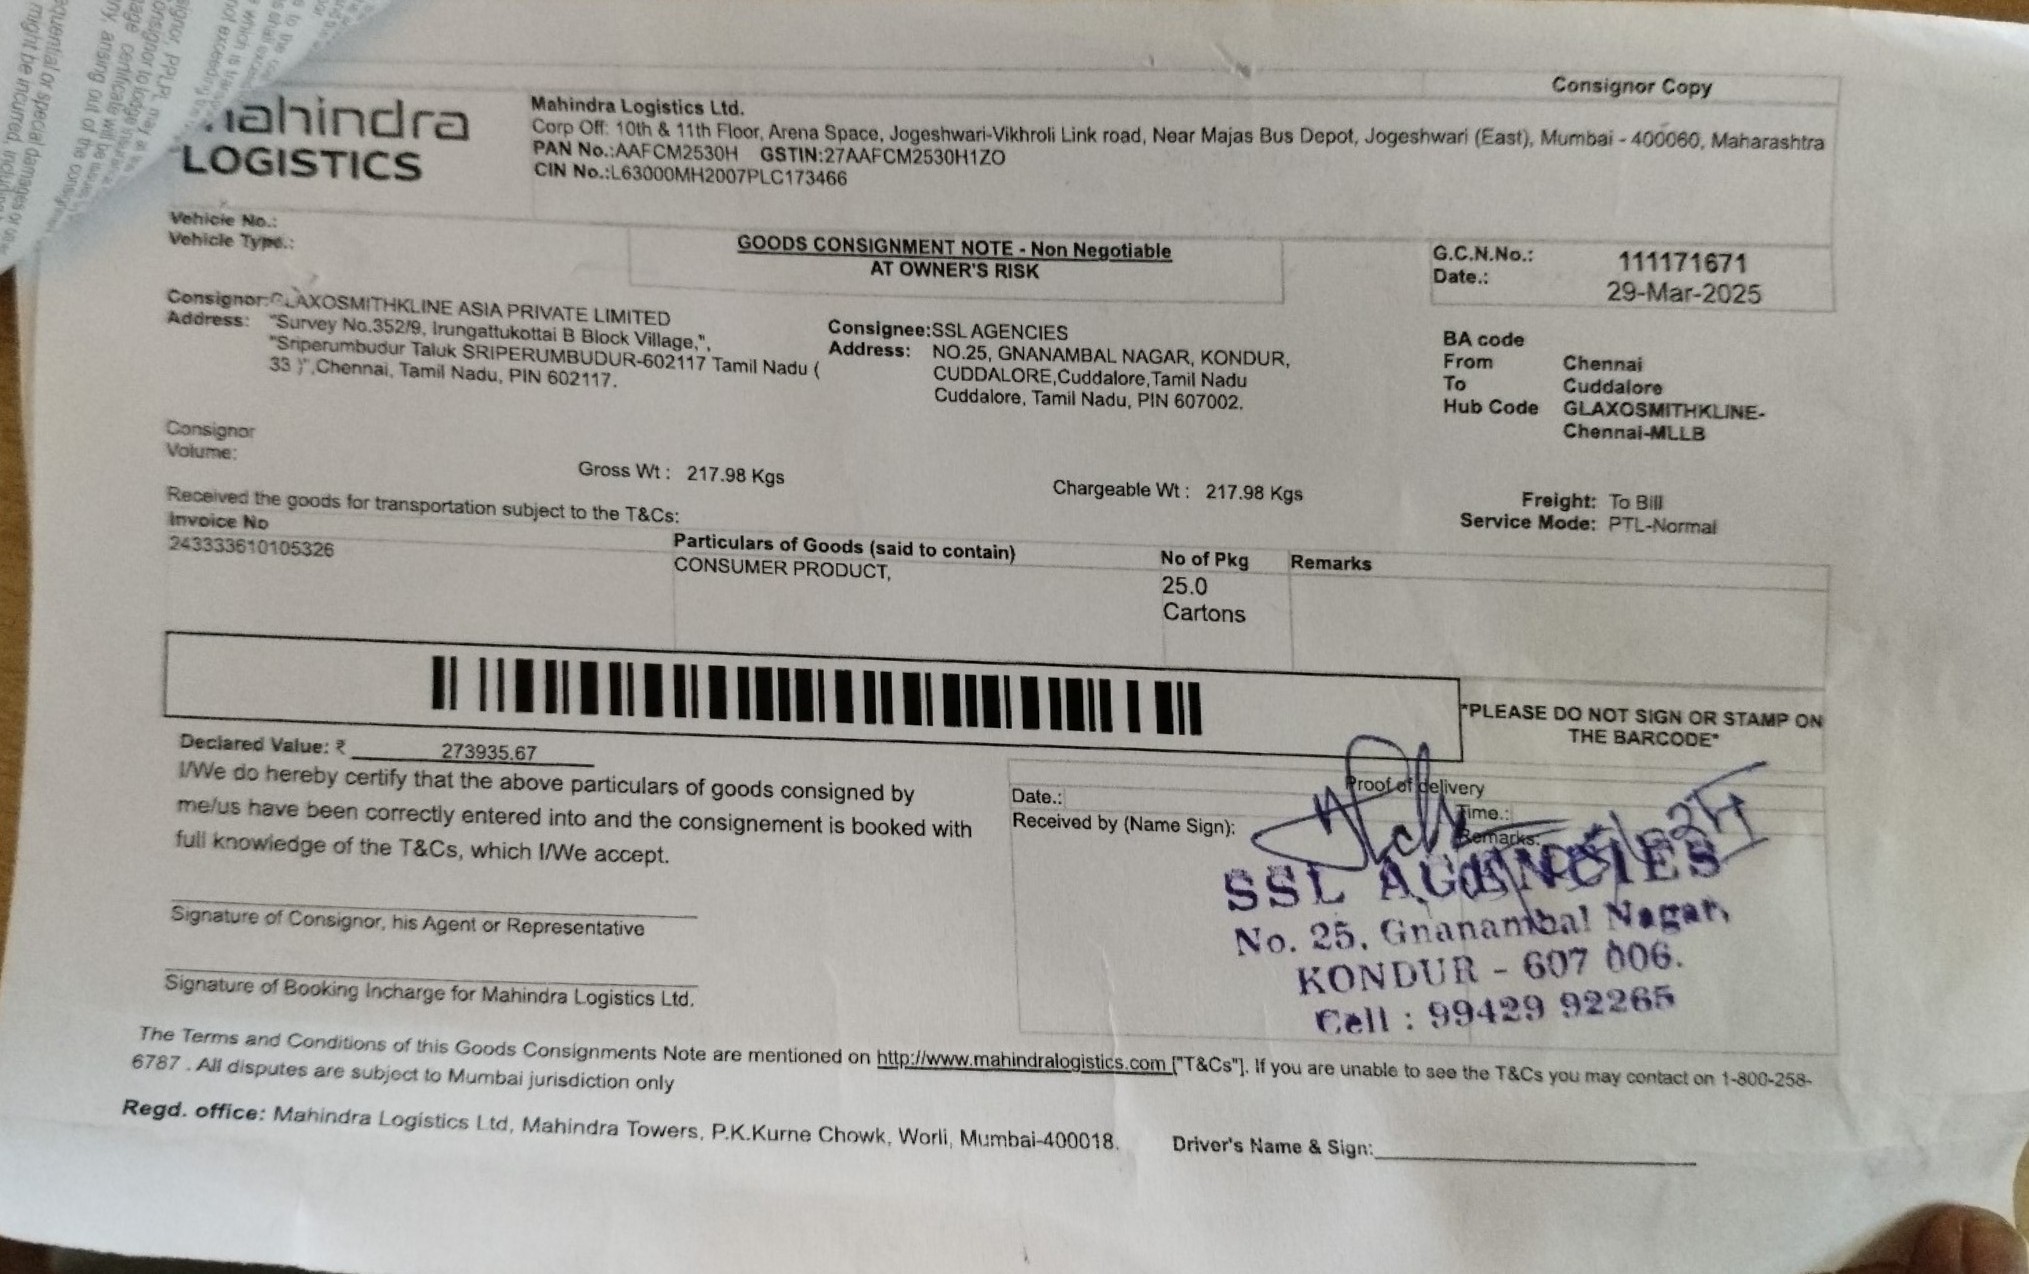 Consignor Copy
mahindra
LOGISTICS
Mahindra Logistics Ltd.
Corp Off: 10th & 11th Floor, Arena Space, Jogeshwari-Vikhroli Link road, Near Majas Bus Depot, Jogeshwari (East), Mumbai - 400060, Maharashtra
PAN No.:AAFCM2530H GSTIN:27AAFCM2530H1ZO
CIN No.:L63000MH2007PLC173466
Vehicle No.:
Vehicle Type.:
GOODS CONSIGNMENT NOTE - Non Negotiable
AT OWNER'S RISK
G.C.N.No.: 111171671
Date.: 29-Mar-2025
Consignor:GLAXOSMITHKLINE ASIA PRIVATE LIMITED
Address: "Survey No.352/9, Irungattukottai B Block Village,",
"Sriperumbudur Taluk SRIPERUMBUDUR-602117 Tamil Nadu (
33 )",Chennai, Tamil Nadu, PIN 602117.
Consignee:SSL AGENCIES
Address: NO.25, GNANAMBAL NAGAR, KONDUR,
CUDDALORE,Cuddalore,Tamil Nadu
Cuddalore, Tamil Nadu, PIN 607002.
BA code
From Chennai
To Cuddalore
Hub Code GLAXOSMITHKLINE-
Chennai-MLLB
Consignor
Volume:
Gross Wt : 217.98 Kgs
Chargeable Wt : 217.98 Kgs
Freight: To Bill
Service Mode: PTL-Normal
Received the goods for transportation subject to the T&Cs:
Invoice No Particulars of Goods (said to contain) No of Pkg Remarks
243333610105326 CONSUMER PRODUCT, 25.0
Cartons
*PLEASE DO NOT SIGN OR STAMP ON
THE BARCODE*
Declared Value: ₹ 273935.67
I/We do hereby certify that the above particulars of goods consigned by
me/us have been correctly entered into and the consignement is booked with
full knowledge of the T&Cs, which I/We accept.
Proof of delivery
Date.: Time.:
Received by (Name Sign): Remarks:
SSL AGENCIES
No. 25, Gnanambal Nagar,
KONDUR - 607 006.
Cell : 99429 92265
Signature of Consignor, his Agent or Representative
Signature of Booking Incharge for Mahindra Logistics Ltd.
The Terms and Conditions of this Goods Consignments Note are mentioned on http://www.mahindralogistics.com ["T&Cs"]. If you are unable to see the T&Cs you may contact on 1-800-258-
6787 . All disputes are subject to Mumbai jurisdiction only
Regd. office: Mahindra Logistics Ltd, Mahindra Towers, P.K.Kurne Chowk, Worli, Mumbai-400018.
Driver's Name & Sign: